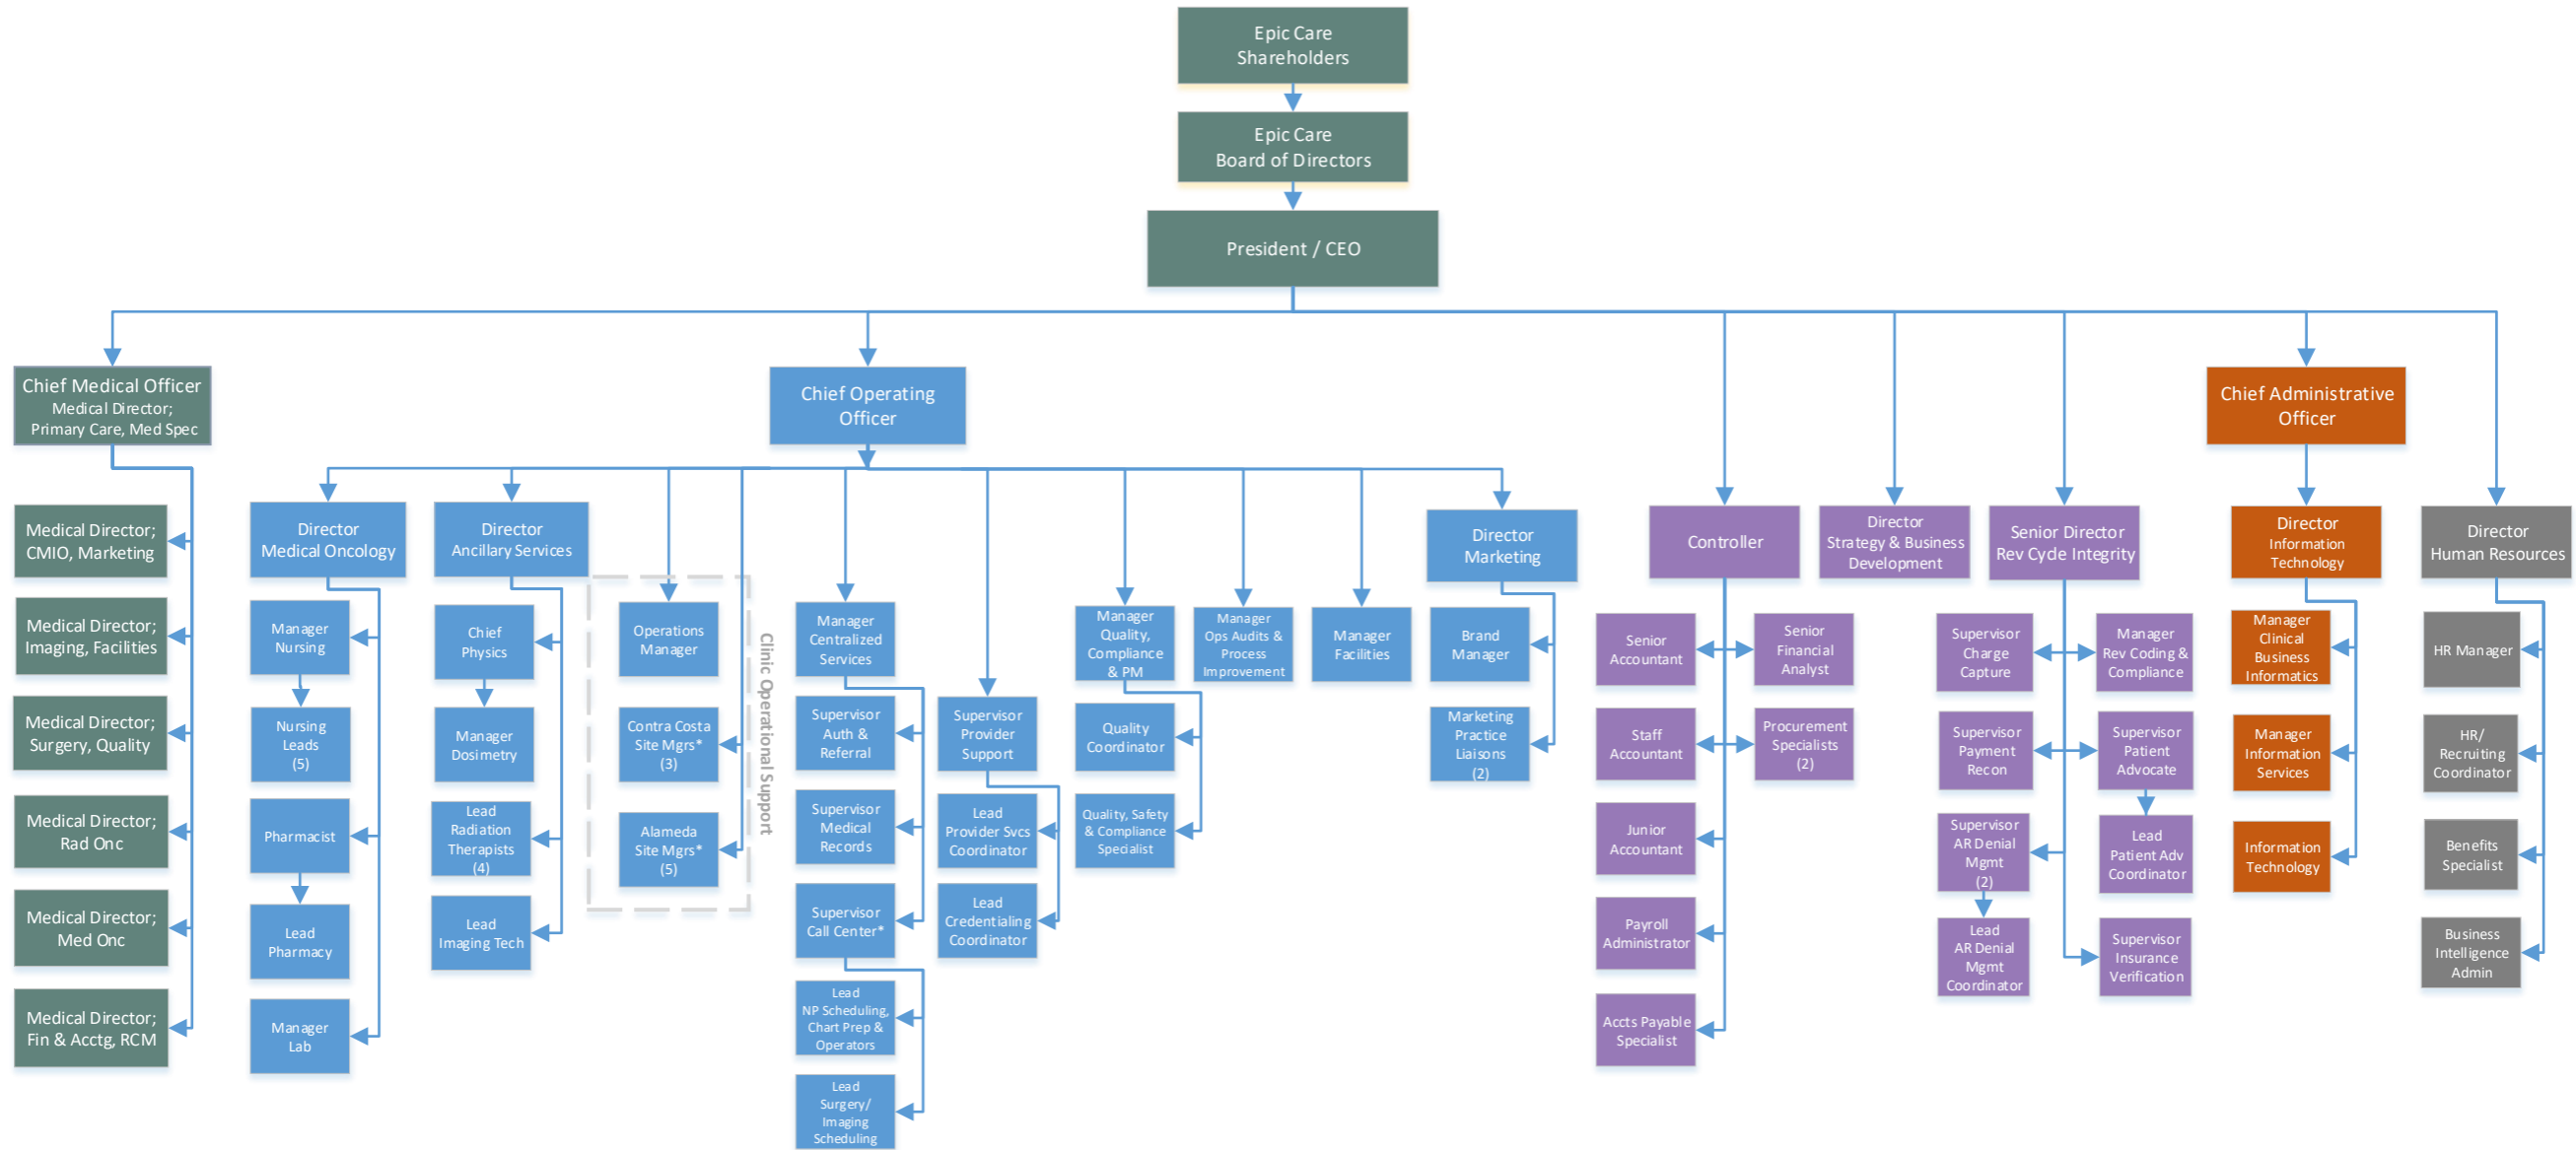 Epic Care
Shareholders
Epic Care
Board of Directors
President / CEO
Chief Medical Officer
Medical Director;
Primary Care, Med Spec
Chief Operating
Officer
Chief Administrative
Officer
Medical Director;
CMIO, Marketing
Medical Director;
Imaging, Facilities
Medical Director;
Surgery, Quality
Medical Director;
Rad Onc
Medical Director;
Med Onc
Medical Director;
Fin & Acctg, RCM
Director
Medical Oncology
Manager
Nursing
Nursing
Leads
(5)
Pharmacist
Lead
Pharmacy
Manager
Lab
Director
Ancillary Services
Chief
Physics
Manager
Dosimetry
Lead
Radiation
Therapists
(4)
Lead
Imaging Tech
Clinic Operational Support
Operations
Manager
Contra Costa
Site Mgrs*
(3)
Alameda
Site Mgrs*
(5)
Manager
Centralized
Services
Supervisor
Auth &
Referral
Supervisor
Medical
Records
Supervisor
Call Center*
Lead
NP Scheduling,
Chart Prep &
Operators
Lead
Surgery/
Imaging
Scheduling
Supervisor
Provider
Support
Lead
Provider Svcs
Coordinator
Lead
Credentialing
Coordinator
Manager
Quality,
Compliance
& PM
Quality
Coordinator
Quality, Safety
& Compliance
Specialist
Manager
Ops Audits &
Process
Improvement
Manager
Facilities
Director
Marketing
Brand
Manager
Marketing
Practice
Liaisons
(2)
Controller
Senior
Accountant
Senior
Financial
Analyst
Staff
Accountant
Procurement
Specialists
(2)
Junior
Accountant
Payroll
Administrator
Accts Payable
Specialist
Director
Strategy & Business
Development
Senior Director
Rev Cycle Integrity
Supervisor
Charge
Capture
Manager
Rev Coding &
Compliance
Supervisor
Payment
Recon
Supervisor
Patient
Advocate
Supervisor
AR Denial
Mgmt
(2)
Lead
Patient Adv
Coordinator
Lead
AR Denial
Mgmt
Coordinator
Supervisor
Insurance
Verification
Director
Information
Technology
Manager
Clinical
Business
Informatics
Manager
Information
Services
Information
Technology
Director
Human Resources
HR Manager
HR/
Recruiting
Coordinator
Benefits
Specialist
Business
Intelligence
Admin